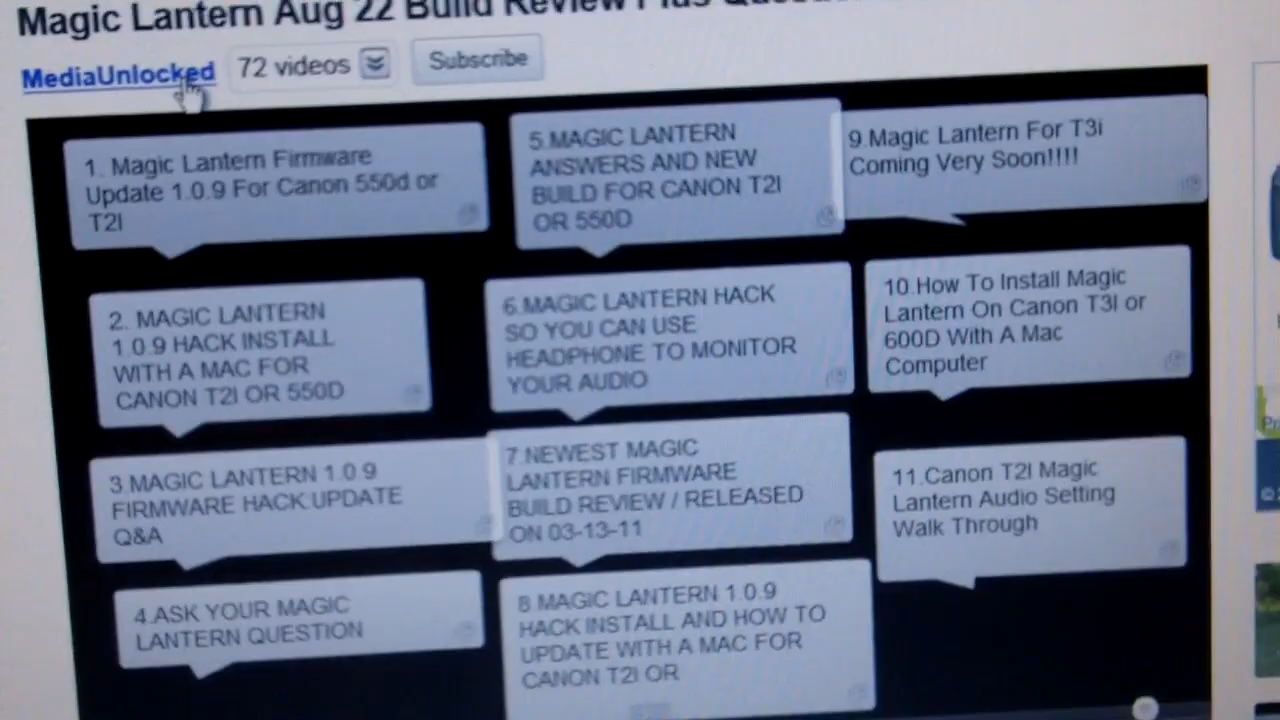 Magic Lantern Aug 22 Build Review Plus
MediaUnlocked
72 videos
Subscribe
1. Magic Lantern Firmware
Update 1.0.9 For Canon 550d or
T2I
2. MAGIC LANTERN
1.0.9 HACK INSTALL
WITH A MAC FOR
CANON T2I OR 550D
3.MAGIC LANTERN 1.0.9
FIRMWARE HACK UPDATE
Q&A
4.ASK YOUR MAGIC
LANTERN QUESTION
5.MAGIC LANTERN
ANSWERS AND NEW
BUILD FOR CANON T2I
OR 550D
6.MAGIC LANTERN HACK
SO YOU CAN USE
HEADPHONE TO MONITOR
YOUR AUDIO
7.NEWEST MAGIC
LANTERN FIRMWARE
BUILD REVIEW / RELEASED
ON 03-13-11
8.MAGIC LANTERN 1.0.9
HACK INSTALL AND HOW TO
UPDATE WITH A MAC FOR
CANON T2I OR
9.Magic Lantern For T3i
Coming Very Soon!!!!
10.How To Install Magic
Lantern On Canon T3I or
600D With A Mac
Computer
11.Canon T2I Magic
Lantern Audio Setting
Walk Through